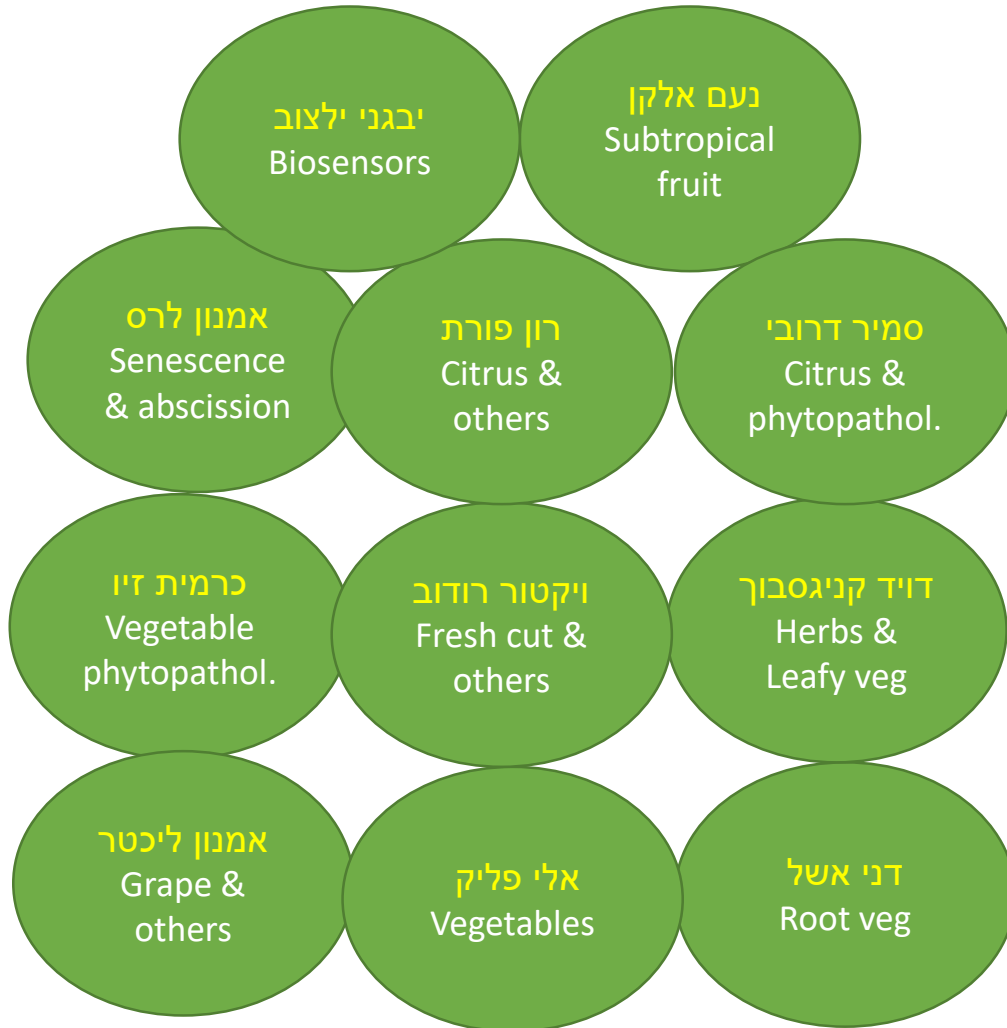 יבגני ילצוב
Biosensors
נעם אלקן
Subtropical
fruit
אמנון לרס
Senescence
& abscission
רון פורת
Citrus &
others
סמיר דרובי
Citrus &
phytopathol.
כרמית זיו
Vegetable
phytopathol.
ויקטור רודוב
Fresh cut &
others
דויד קניגסבוך
Herbs &
Leafy veg
אמנון ליכטר
Grape &
others
אלי פליק
Vegetables
דני אשל
Root veg